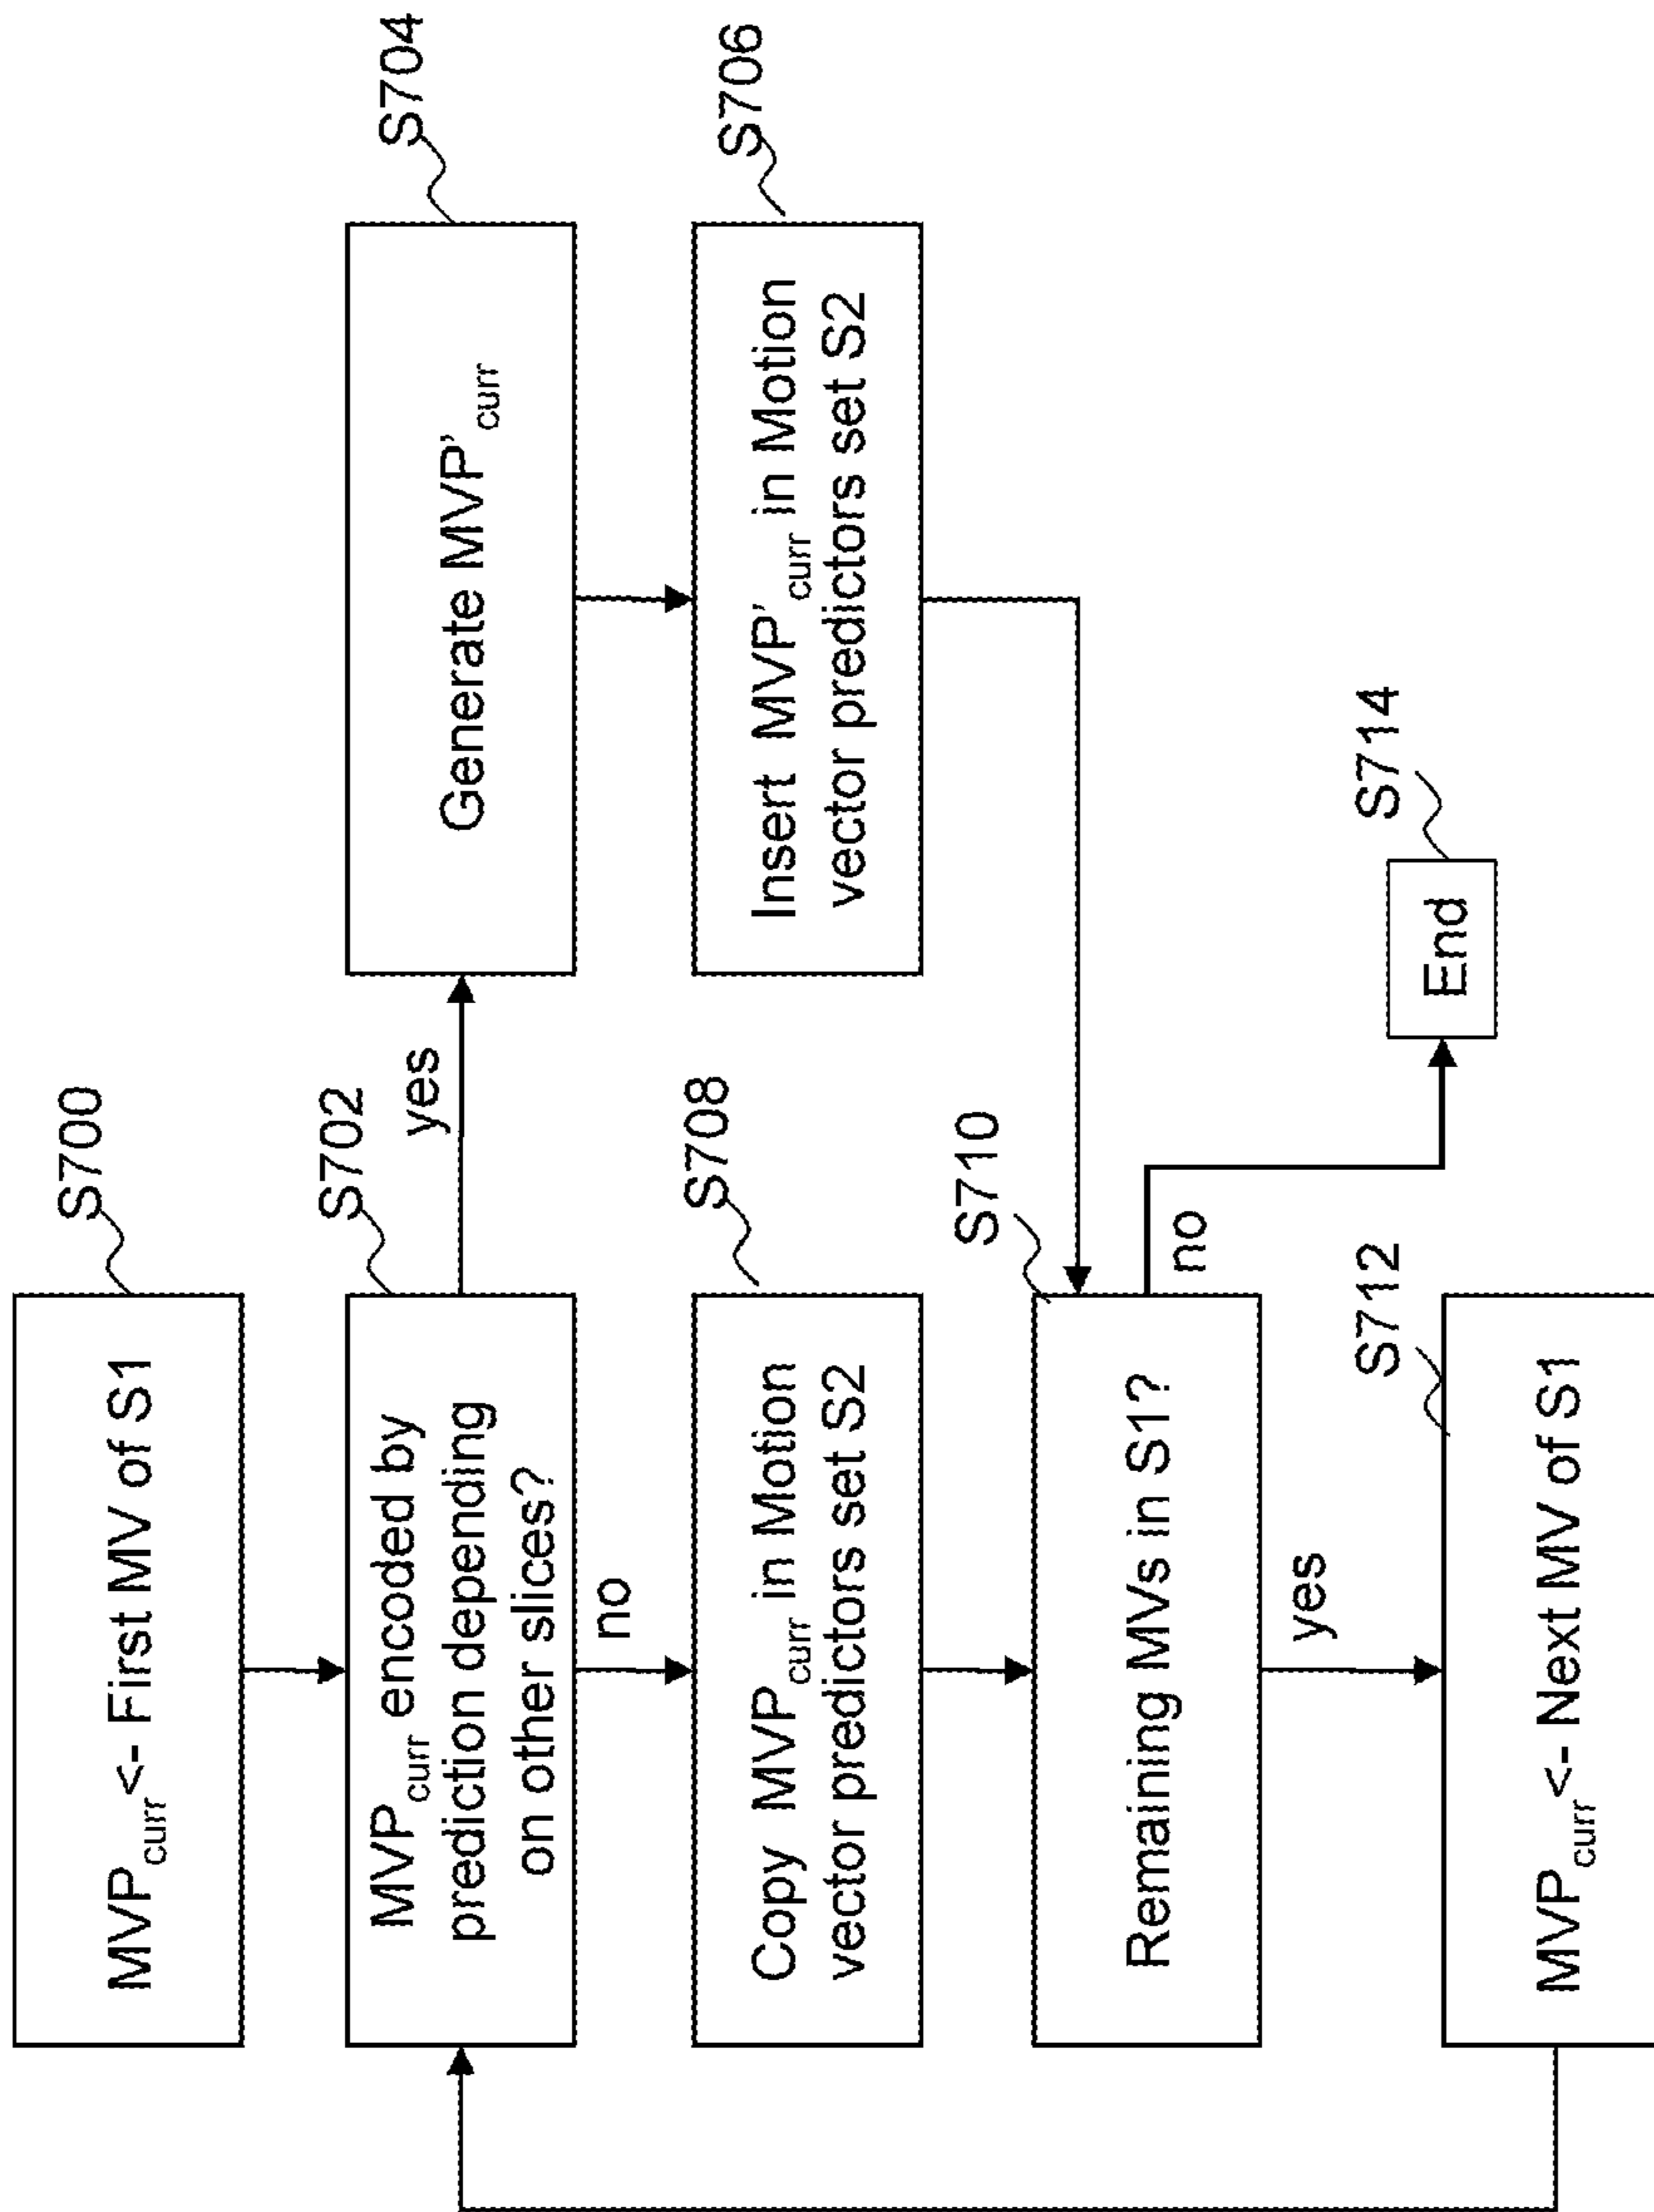 S700
MVPcurr <- First MV of S1
S702
MVPcurr encoded by
prediction depending
on other slices?
yes
no
S704
Generate MVP'curr
S706
Insert MVP'curr in Motion
vector predictors set S2
S708
Copy MVPcurr in Motion
vector predictors set S2
S710
Remaining MVs in S1?
no
yes
S714
End
S712
MVPcurr <- Next MV of S1